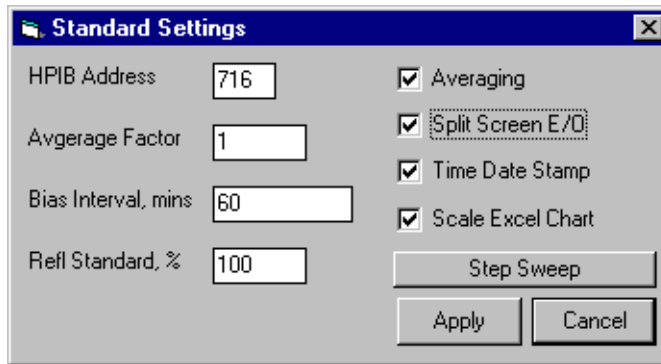 Standard Settings
HPIB Address
716
Avgerage Factor
1
Bias Interval, mins
60
Refl Standard, %
100
Averaging
Split Screen E/O
Time Date Stamp
Scale Excel Chart
Step Sweep
Apply
Cancel